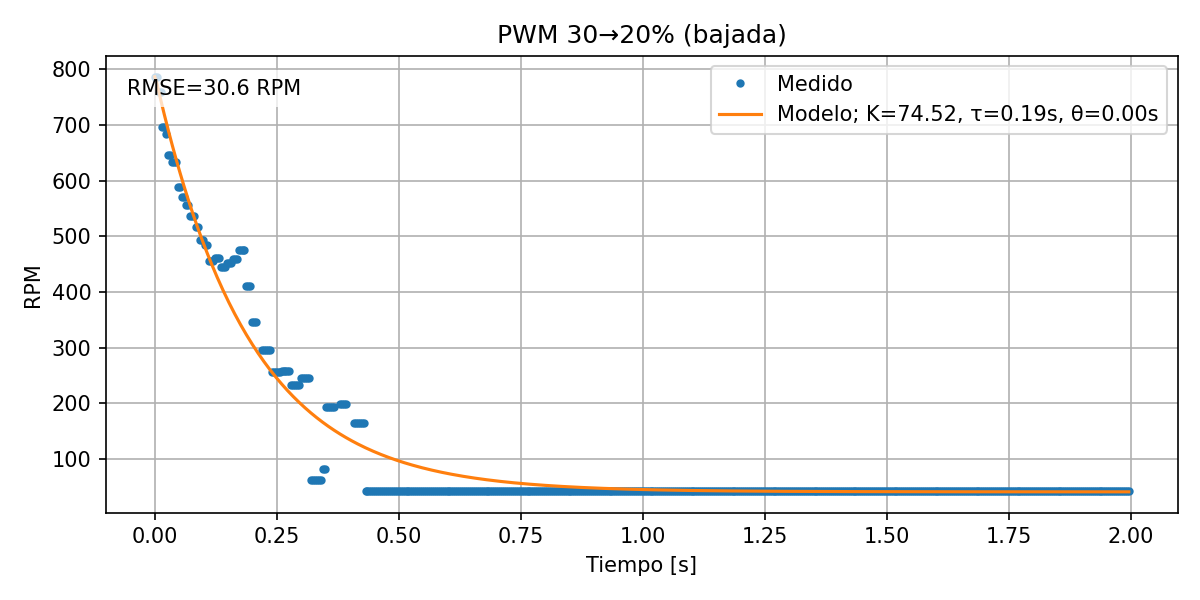 PWM 30→20% (bajada)
RMSE=30.6 RPM
Medido
Modelo; K=74.52, τ=0.19s, θ=0.00s
RPM
800
700
600
500
400
300
200
100
0.00 0.25 0.50 0.75 1.00 1.25 1.50 1.75 2.00
Tiempo [s]